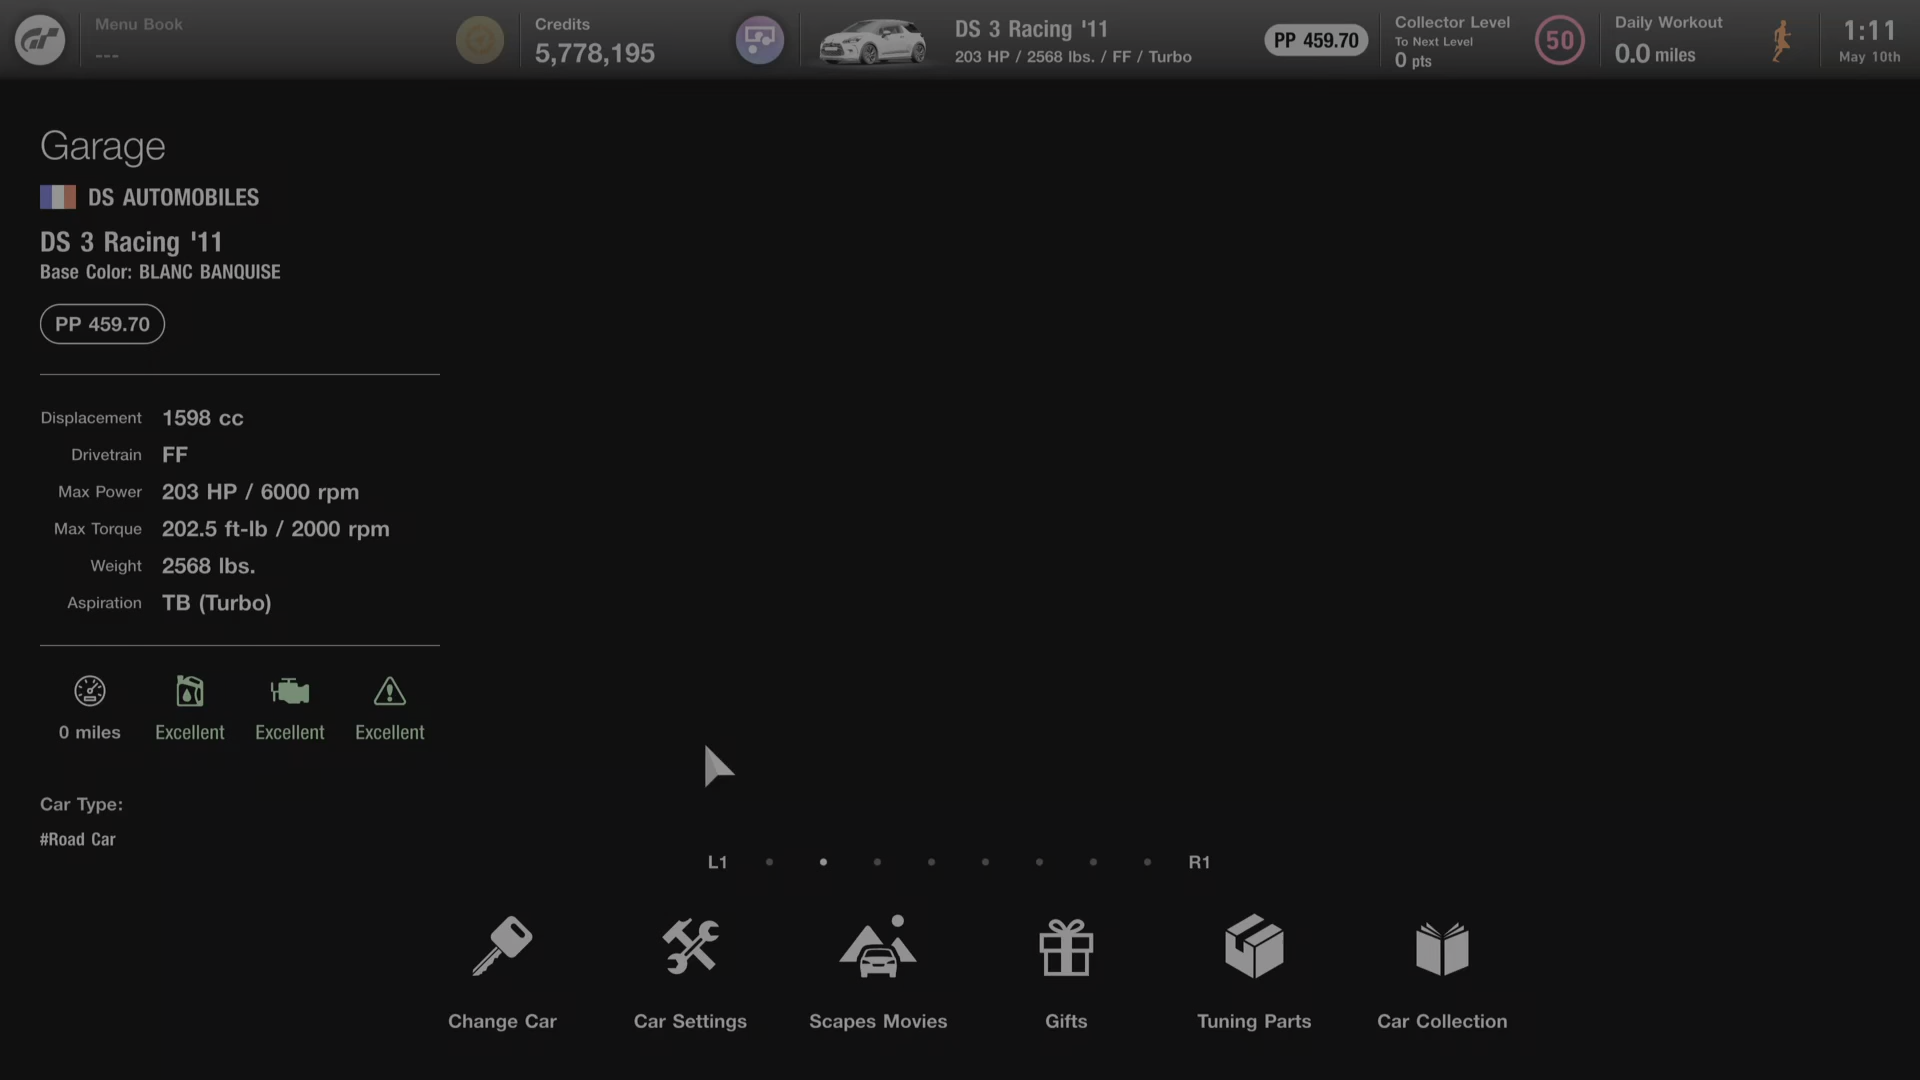 Menu Book
---
Credits
5,778,195
DS 3 Racing '11
203 HP / 2568 lbs. / FF / Turbo
PP 459.70
Collector Level
To Next Level
0 pts
50
Daily Workout
0.0 miles
1:11
May 10th
Garage
DS AUTOMOBILES
DS 3 Racing '11
Base Color: BLANC BANQUISE
PP 459.70
Displacement 1598 cc
Drivetrain FF
Max Power 203 HP / 6000 rpm
Max Torque 202.5 ft-lb / 2000 rpm
Weight 2568 lbs.
Aspiration TB (Turbo)
0 miles Excellent Excellent Excellent
Car Type:
#Road Car
L1 R1
Change Car Car Settings Scapes Movies Gifts Tuning Parts Car Collection